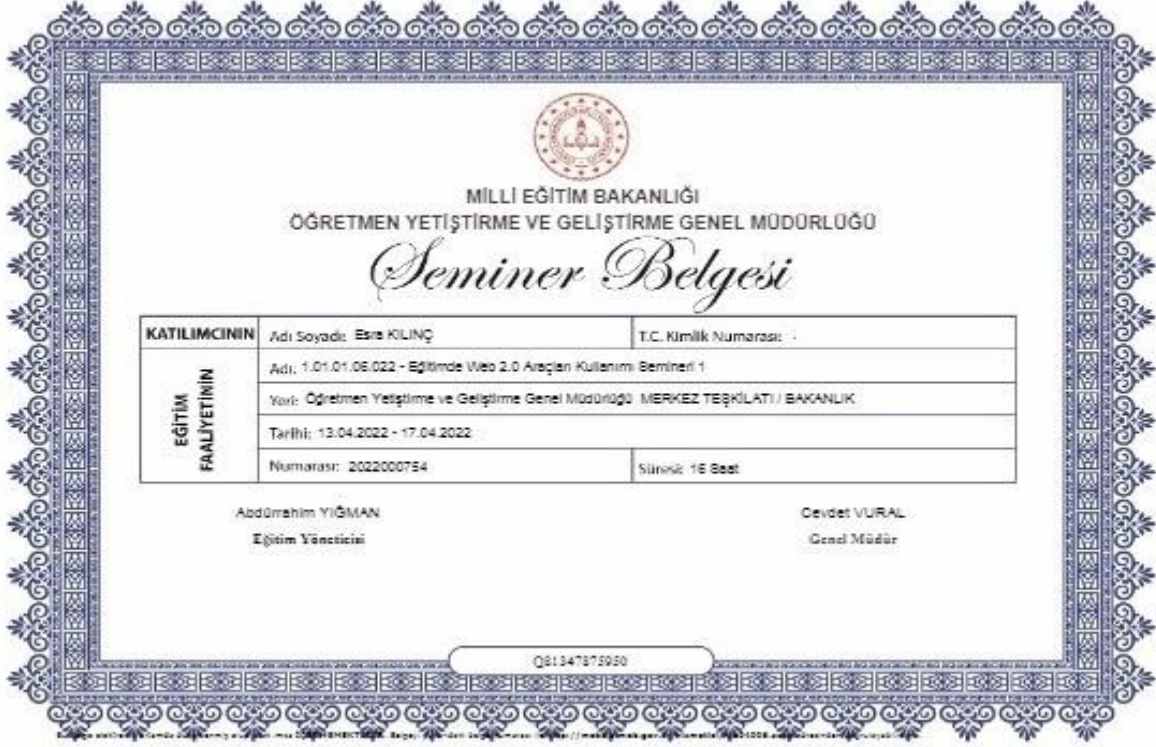 MİLLİ EĞİTİM BAKANLIĞI
ÖĞRETMEN YETİŞTİRME VE GELİŞTİRME GENEL MÜDÜRLÜĞÜ
Seminer Belgesi
KATILIMCININ Adı Soyadı: Esra KILINÇ T.C. Kimlik Numarası:
EĞİTİM FAALİYETİNİN
Adı: 1.01.01.06.022 - Eğitimde Web 2.0 Araçları Kullanımı Semineri 1
Yeri: Öğretmen Yetiştirme ve Geliştirme Genel Müdürlüğü MERKEZ TEŞKİLATI / BAKANLIK
Tarihi: 13.04.2022 - 17.04.2022
Numarası: 2022000754 Süresi: 16 Saat
Abdürrahim YIĞMAN Cevdet VURAL
Eğitim Yöneticisi Genel Müdür
Q81347875950